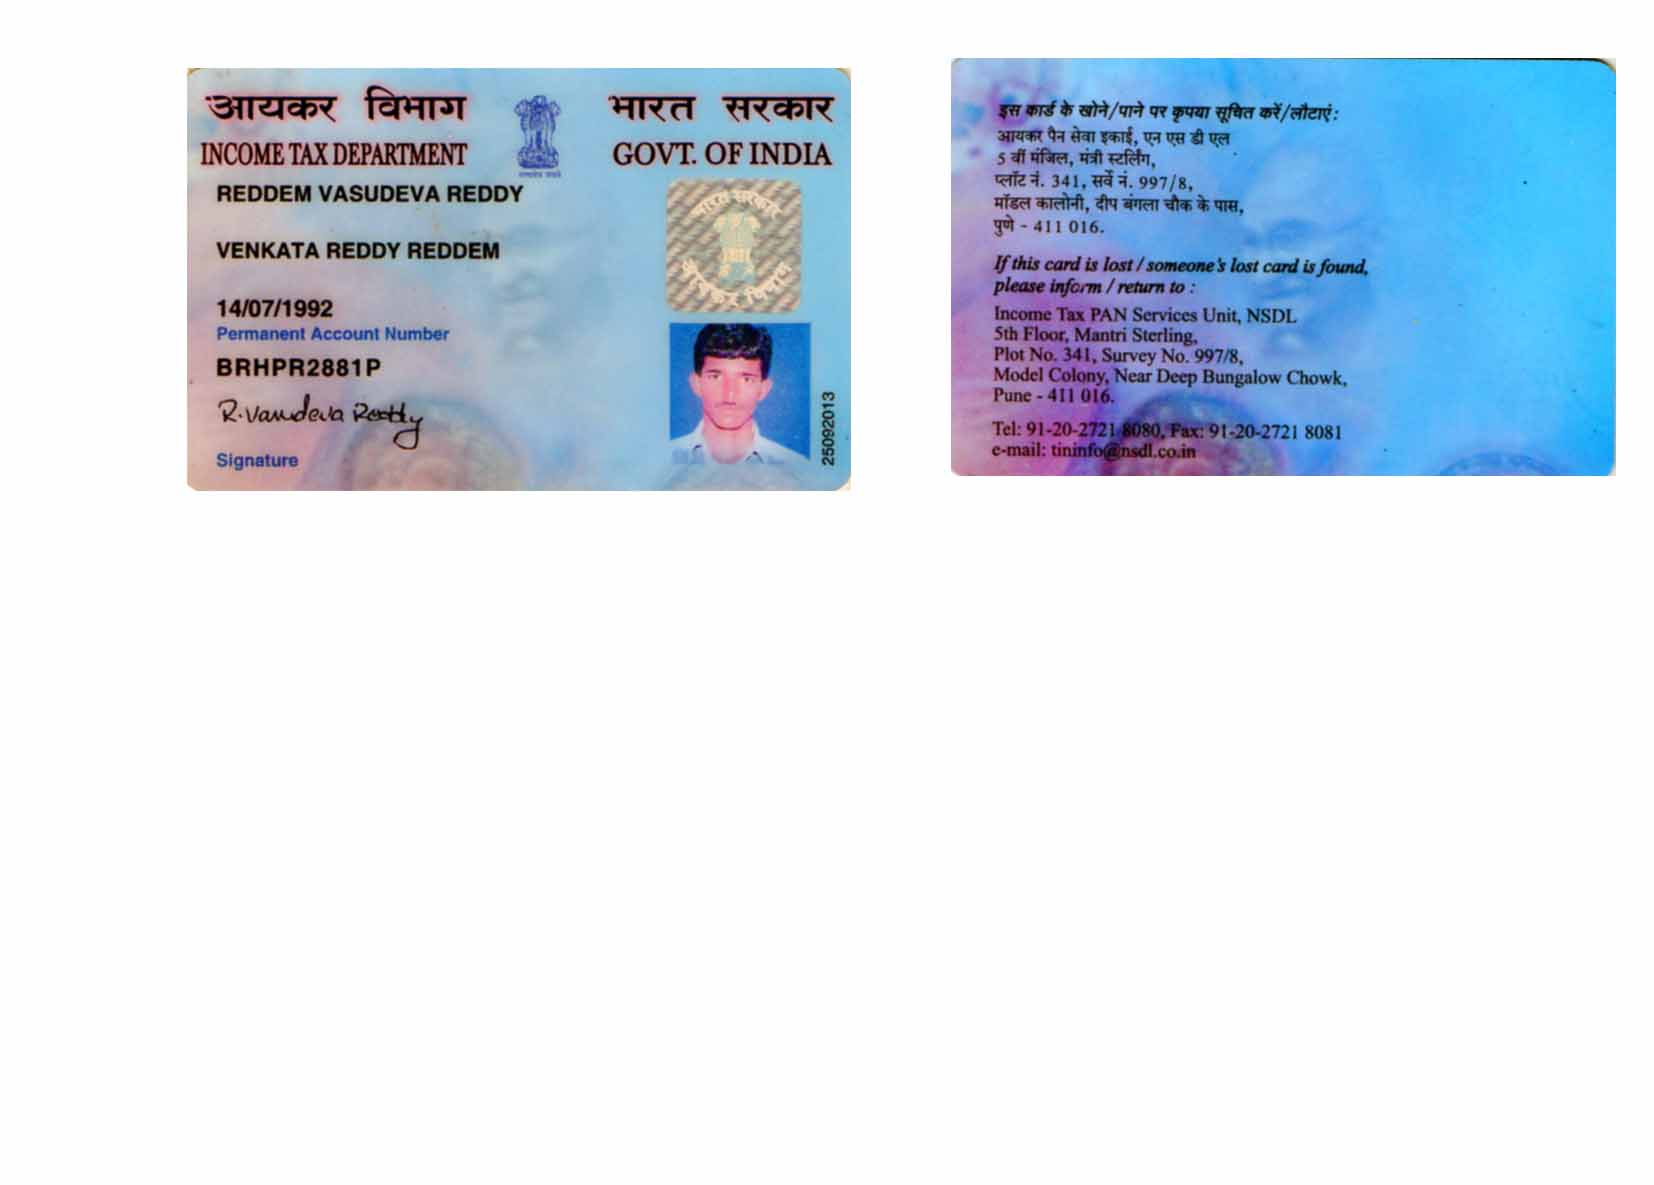 आयकर विभाग
भारत सरकार
INCOME TAX DEPARTMENT
GOVT. OF INDIA
REDDEM VASUDEVA REDDY
VENKATA REDDY REDDEM
14/07/1992
Permanent Account Number
BRHPR2881P
R. Vasudeva Reddy
Signature
सत्यमेव जयते
भारत सरकार
आयकर विभाग
25092013
इस कार्ड के खोने/पाने पर कृपया सूचित करें/लौटाएं:
आयकर पैन सेवा इकाई, एन एस डी एल
5 वीं मंजिल, मंत्री स्टर्लिंग,
प्लॉट नं. 341, सर्वे नं. 997/8,
मॉडल कालोनी, दीप बंगला चौक के पास,
पुणे - 411 016.
If this card is lost / someone's lost card is found,
please inform / return to :
Income Tax PAN Services Unit, NSDL
5th Floor, Mantri Sterling,
Plot No. 341, Survey No. 997/8,
Model Colony, Near Deep Bungalow Chowk,
Pune - 411 016.
Tel: 91-20-2721 8080, Fax: 91-20-2721 8081
e-mail: tininfo@nsdl.co.in